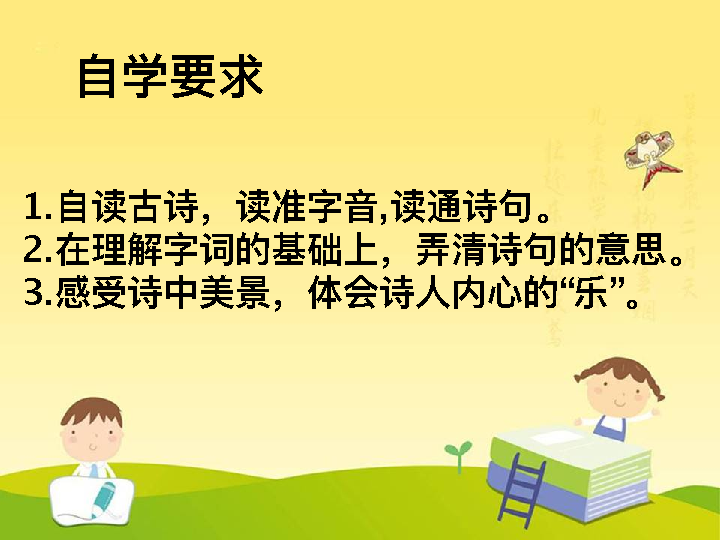 自学要求
1.自读古诗，读准字音,读通诗句。
2.在理解字词的基础上，弄清诗句的意思。
3.感受诗中美景，体会诗人内心的“乐”。